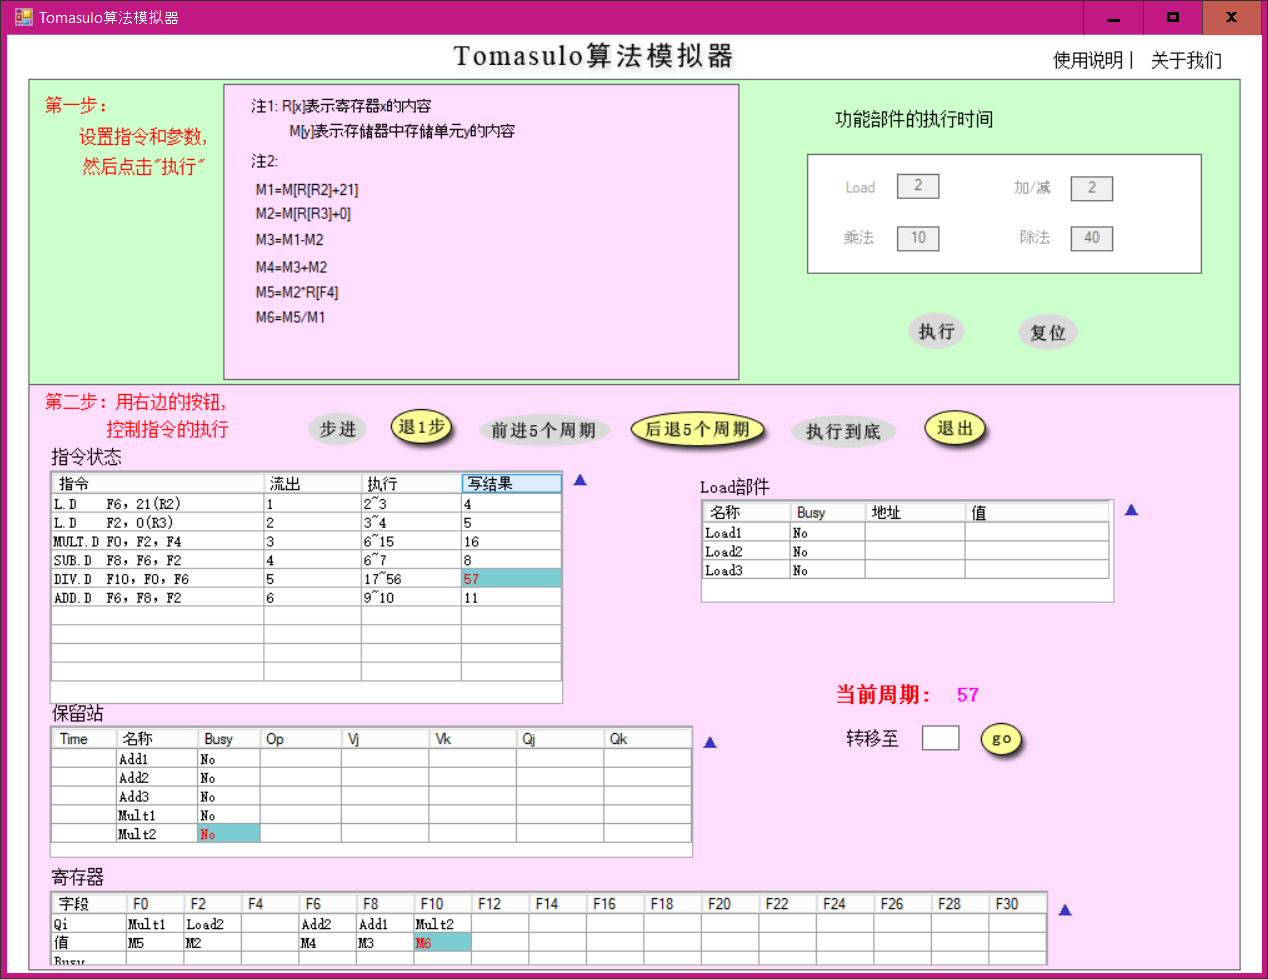 Tomasulo算法模拟器
Tomasulo算法模拟器
使用说明 | 关于我们
第一步：
设置指令和参数，
然后点击“执行”
注1: R[x]表示寄存器x的内容
M[y]表示存储器中存储单元y的内容
注2:
M1=M[R[R2]+21]
M2=M[R[R3]+0]
M3=M1-M2
M4=M3+M2
M5=M2*R[F4]
M6=M5/M1
功能部件的执行时间
Load 2 加/减 2
乘法 10 除法 40
执行 复位
第二步：用右边的按钮，
控制指令的执行
步进 退1步 前进5个周期 后退5个周期 执行到底 退出
指令状态
指令 流出 执行 写结果
L.D F6, 21(R2) 1 2~3 4
L.D F2, 0(R3) 2 3~4 5
MULT.D F0, F2, F4 3 6~15 16
SUB.D F8, F6, F2 4 6~7 8
DIV.D F10, F0, F6 5 17~56 57
ADD.D F6, F8, F2 6 9~10 11
Load部件
名称 Busy 地址 值
Load1 No
Load2 No
Load3 No
当前周期： 57
转移至 go
保留站
Time 名称 Busy Op Vj Vk Qj Qk
Add1 No
Add2 No
Add3 No
Mult1 No
Mult2 No
寄存器
字段 F0 F2 F4 F6 F8 F10 F12 F14 F16 F18 F20 F22 F24 F26 F28 F30
Qi Mult1 Load2 Add2 Add1 Mult2
值 M5 M2 M4 M3 M6
Busy